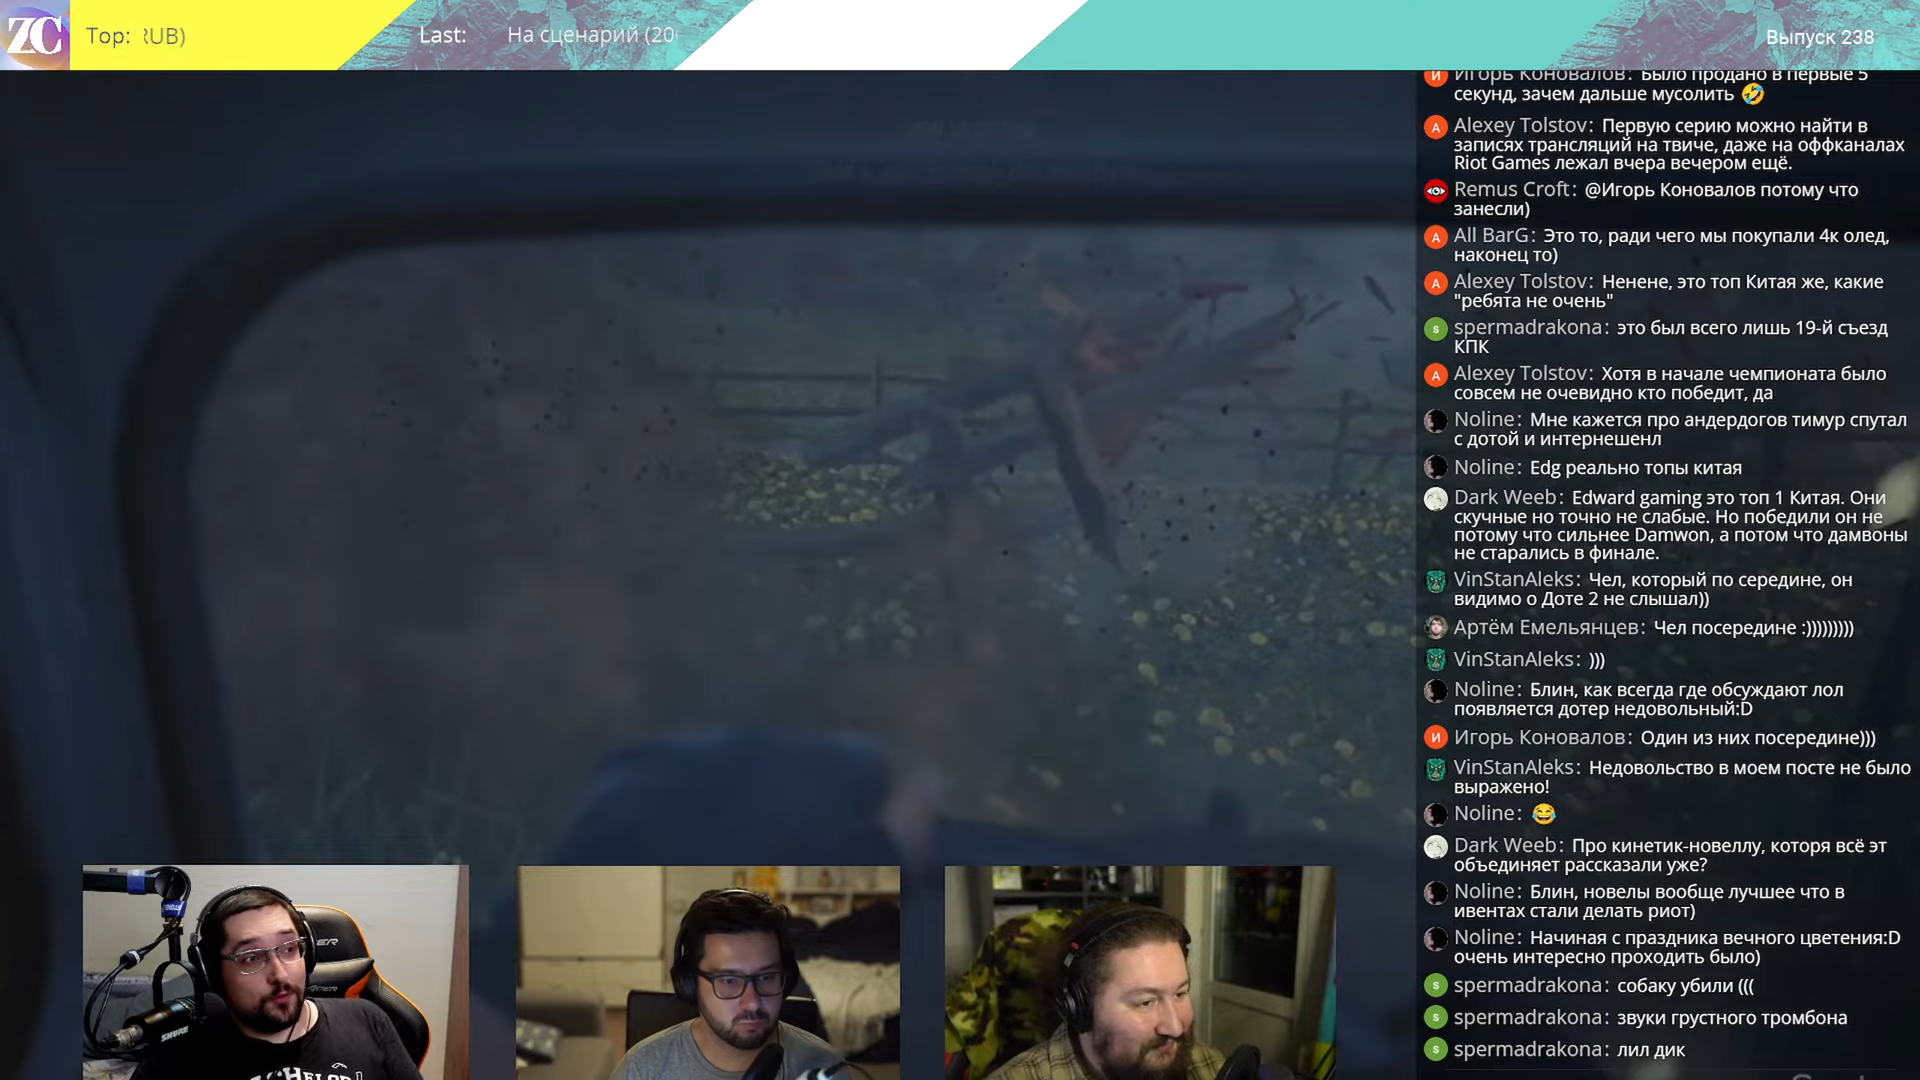 ZC
Top: RUB)
Last: На сценарий (20
Выпуск 238
Игорь Коновалов: Было продано в первые 5
секунд, зачем дальше мусолить 🤣
Alexey Tolstov: Первую серию можно найти в
записях трансляций на твиче, даже на оффканалах
Riot Games лежал вчера вечером ещё.
Remus Croft: @Игорь Коновалов потому что
занесли)
All BarG: Это то, ради чего мы покупали 4к олед,
наконец то)
Alexey Tolstov: Ненене, это топ Китая же, какие
"ребята не очень"
spermadrakona: это был всего лишь 19-й съезд
КПК
Alexey Tolstov: Хотя в начале чемпионата было
совсем не очевидно кто победит, да
Noline: Мне кажется про андердогов тимур спутал
с дотой и интернешенл
Noline: Edg реально топы китая
Dark Weeb: Edward gaming это топ 1 Китая. Они
скучные но точно не слабые. Но победили он не
потому что сильнее Damwon, а потом что дамвоны
не старались в финале.
VinStanAleks: Чел, который по середине, он
видимо о Доте 2 не слышал))
Артём Емельянцев: Чел посередине :)))))))))
VinStanAleks: )))
Noline: Блин, как всегда где обсуждают лол
появляется дотер недовольный:D
Игорь Коновалов: Один из них посередине)))
VinStanAleks: Недовольство в моем посте не было
выражено!
Noline: 😂
Dark Weeb: Про кинетик-новеллу, которя всё эт
объединяет рассказали уже?
Noline: Блин, новелы вообще лучшее что в
ивентах стали делать риот)
Noline: Начиная с праздника вечного цветения:D
очень интересно проходить было)
spermadrakona: собаку убили (((
spermadrakona: звуки грустного тромбона
spermadrakona: лил дик
SHURE